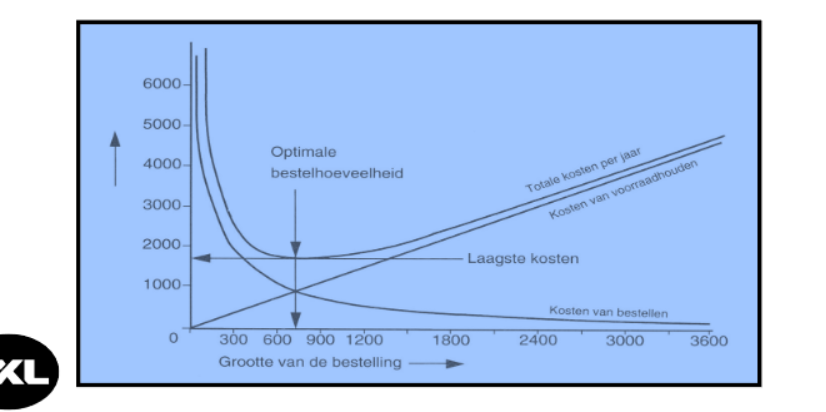 6000
5000
4000
3000
2000
1000
0
Optimale
bestelhoeveelheid
Totale kosten per jaar
Kosten van voorraadhouden
Laagste kosten
Kosten van bestellen
300 600 900 1200 1800 2400 3000 3600
Grootte van de bestelling
XL